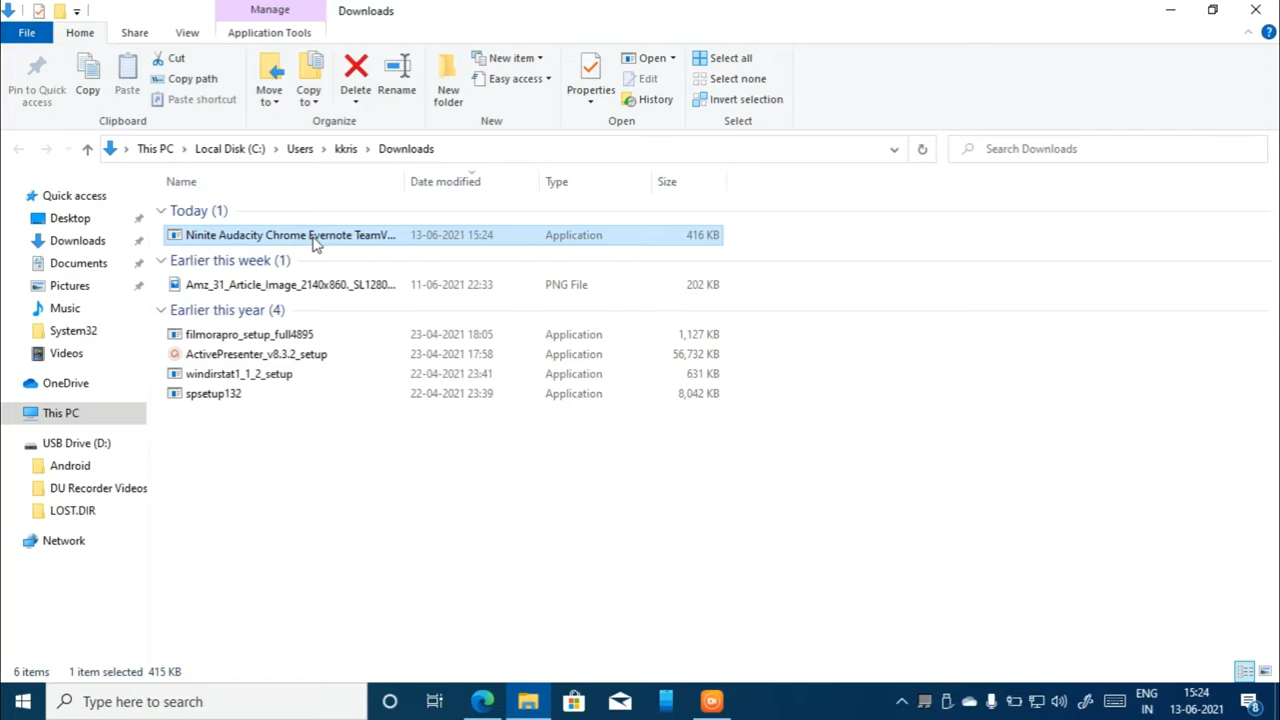 Manage
Downloads
File
Home
Share
View
Application Tools
Pin to Quick access
Copy
Paste
Cut
Copy path
Paste shortcut
Move to
Copy to
Delete
Rename
New folder
New item
Easy access
Properties
Open
Edit
History
Select all
Select none
Invert selection
Clipboard
Organize
New
Open
Select
This PC
Local Disk (C:)
Users
kkris
Downloads
Search Downloads
Name
Date modified
Type
Size
Quick access
Desktop
Downloads
Documents
Pictures
Music
System32
Videos
OneDrive
This PC
USB Drive (D:)
Android
DU Recorder Videos
LOST.DIR
Network
Today (1)
Ninite Audacity Chrome Evernote TeamV... 13-06-2021 15:24 Application 416 KB
Earlier this week (1)
Amz_31_Article_Image_2140x860._SL1280... 11-06-2021 22:33 PNG File 202 KB
Earlier this year (4)
filmorapro_setup_full4895 23-04-2021 18:05 Application 1,127 KB
ActivePresenter_v8.3.2_setup 23-04-2021 17:58 Application 56,732 KB
windirstat1_1_2_setup 22-04-2021 23:41 Application 631 KB
spsetup132 22-04-2021 23:39 Application 8,042 KB
6 items 1 item selected 415 KB
Type here to search
ENG
IN
15:24
13-06-2021
8